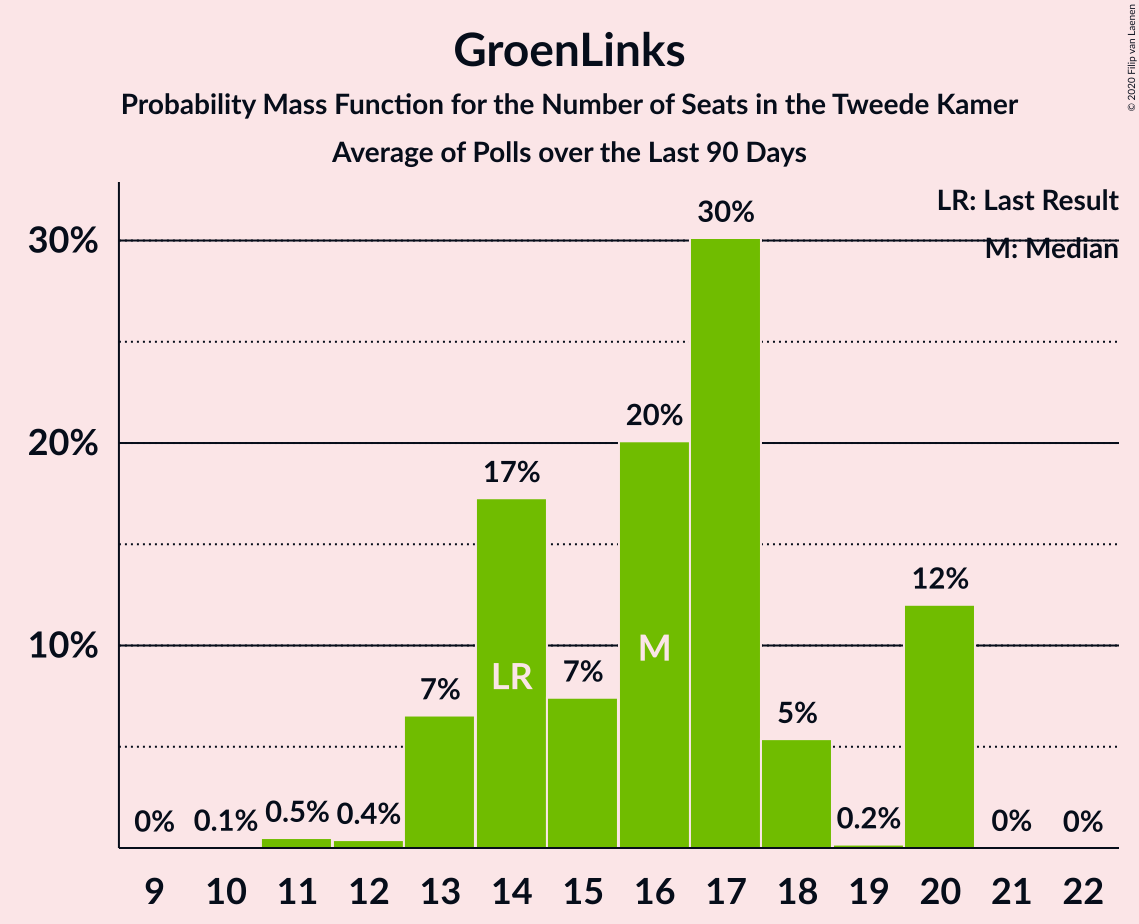 GroenLinks
Probability Mass Function for the Number of Seats in the Tweede Kamer
Average of Polls over the Last 90 Days
© 2020 Filip van Laenen
LR: Last Result
M: Median
30%
20%
10%
0%
0.1%
0.5%
0.4%
7%
17%
7%
20%
30%
5%
0.2%
12%
0%
0%
LR
M
9 10 11 12 13 14 15 16 17 18 19 20 21 22